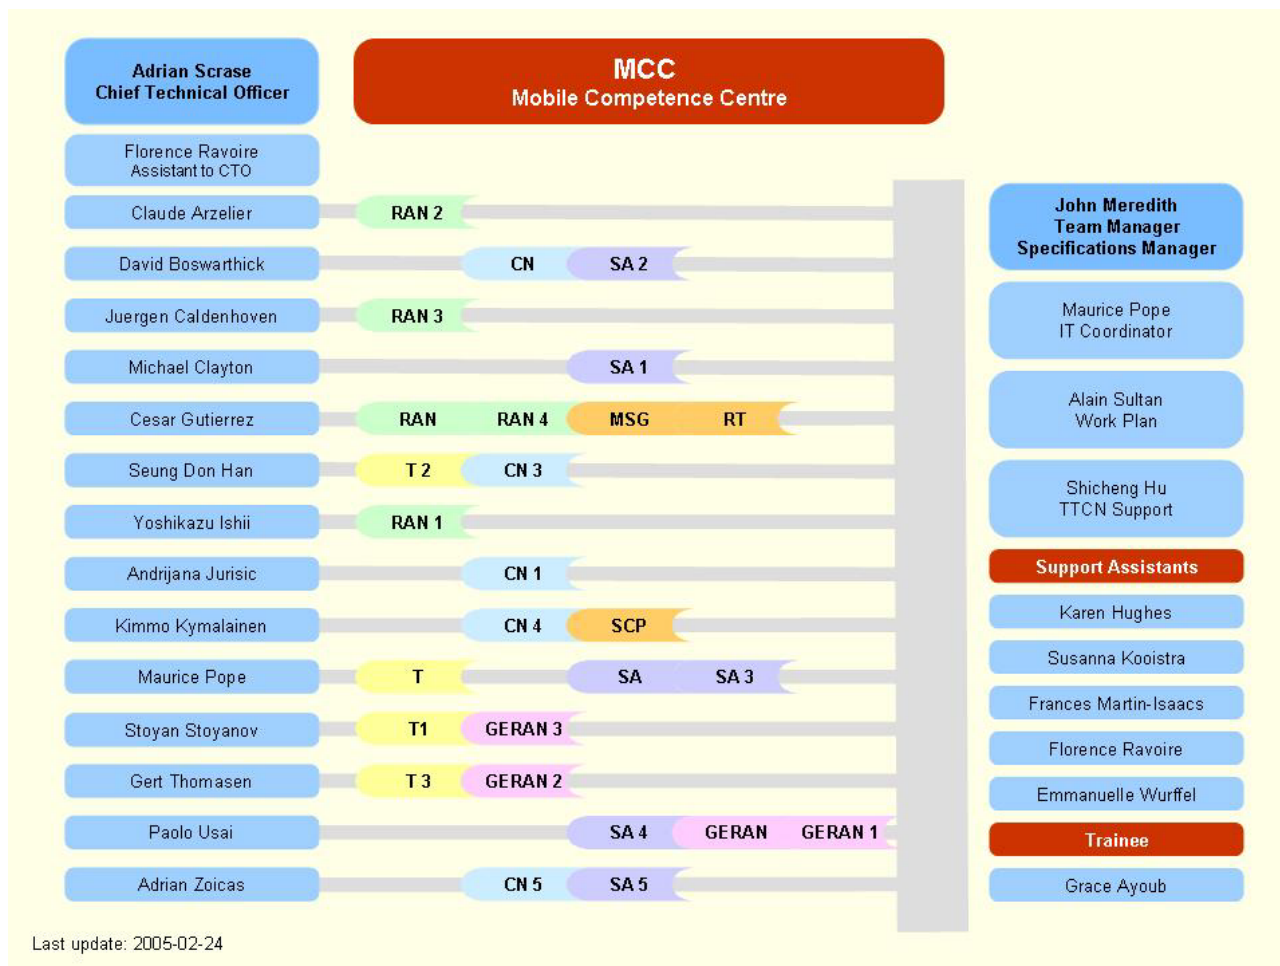 Adrian Scrase
Chief Technical Officer
MCC
Mobile Competence Centre
Florence Ravoire
Assistant to CTO
Claude Arzelier
RAN 2
David Boswarthick
CN
SA 2
Juergen Caldenhoven
RAN 3
Michael Clayton
SA 1
Cesar Gutierrez
RAN
RAN 4
MSG
RT
Seung Don Han
T 2
CN 3
Yoshikazu Ishii
RAN 1
Andrijana Jurisic
CN 1
Kimmo Kymalainen
CN 4
SCP
Maurice Pope
T
SA
SA 3
Stoyan Stoyanov
T1
GERAN 3
Gert Thomasen
T 3
GERAN 2
Paolo Usai
SA 4
GERAN
GERAN 1
Adrian Zoicas
CN 5
SA 5
John Meredith
Team Manager
Specifications Manager
Maurice Pope
IT Coordinator
Alain Sultan
Work Plan
Shicheng Hu
TTCN Support
Support Assistants
Karen Hughes
Susanna Kooistra
Frances Martin-Isaacs
Florence Ravoire
Emmanuelle Wurffel
Trainee
Grace Ayoub
Last update: 2005-02-24